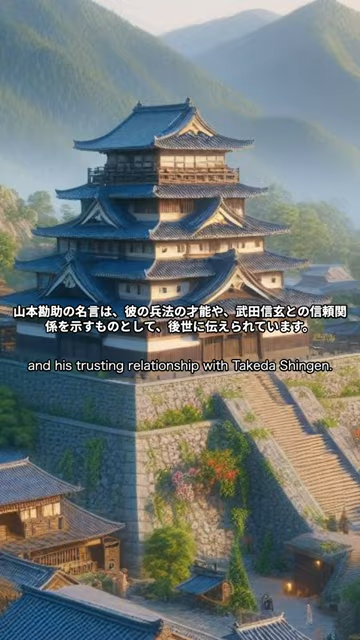 山本勘助の名言は、彼の兵法の才能や、武田信玄との信頼関
係を示すものとして、後世に伝えられています。
and his trusting relationship with Takeda Shingen.